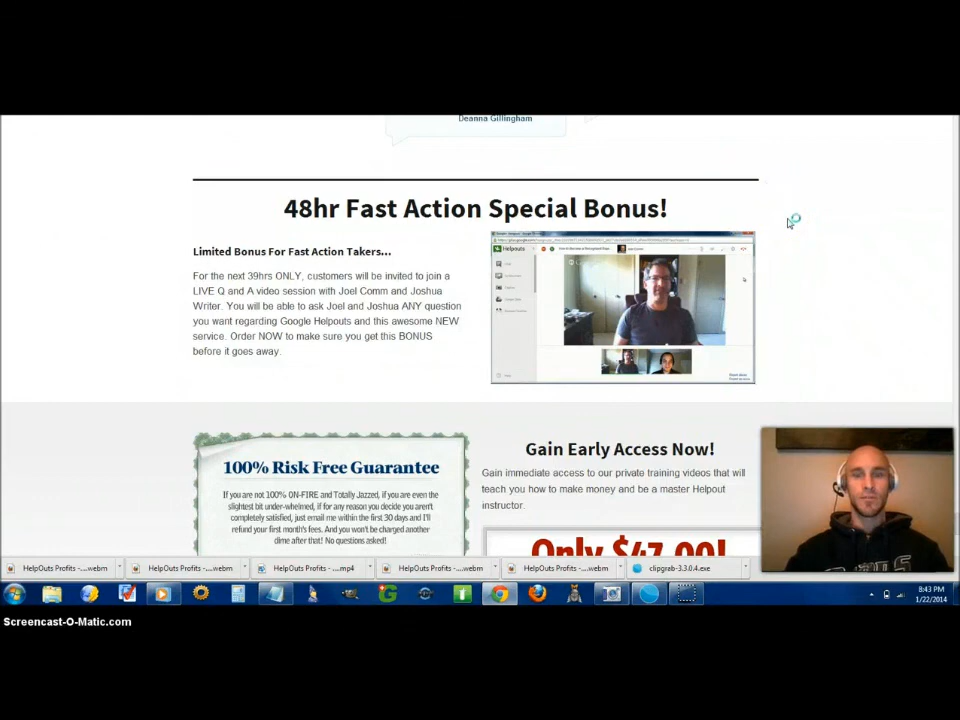 Deanna Gillingham
48hr Fast Action Special Bonus!
Limited Bonus For Fast Action Takers...
For the next 39hrs ONLY, customers will be invited to join a
LIVE Q and A video session with Joel Comm and Joshua
Writer. You will be able to ask Joel and Joshua ANY question
you want regarding Google Helpouts and this awesome NEW
service. Order NOW to make sure you get this BONUS
before it goes away.
Helpouts
100% Risk Free Guarantee
If you are not 100% ON-FIRE and Totally Jazzed, if you are even the
slightest bit under-whelmed, if for any reason you decide you aren't
completely satisfied, just email me within the first 30 days and I'll
refund your first month's fees. And you won't be charged another
dime after that! No questions asked!
Gain Early Access Now!
Gain immediate access to our private training videos that will
teach you how to make money and be a master Helpout
instructor.
Only $47.00!
HelpOuts Profits -....webm
HelpOuts Profits -....webm
HelpOuts Profits -....mp4
HelpOuts Profits -....webm
HelpOuts Profits -....webm
clipgrab-3.3.0.4.exe
8:43 PM
1/22/2014
Screencast-O-Matic.com